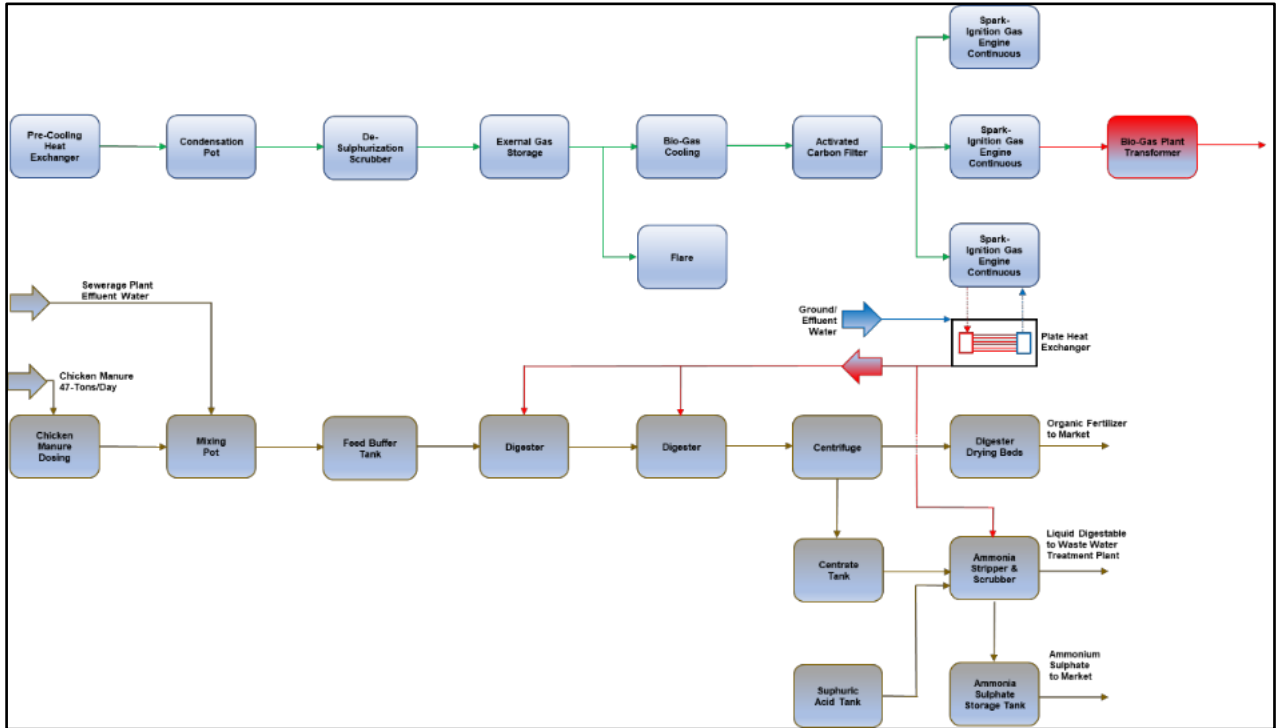 Spark-
Ignition Gas
Engine
Continuous
Pre-Cooling
Heat
Exchanger
Condensation
Pot
De-
Sulphurization
Scrubber
Exernal Gas
Storage
Bio-Gas
Cooling
Activated
Carbon Filter
Spark-
Ignition Gas
Engine
Continuous
Bio-Gas Plant
Transformer
Flare
Spark-
Ignition Gas
Engine
Continuous
Sewerage Plant
Effluent Water
Ground/
Effluent
Water
Plate Heat
Exchanger
Chicken Manure
47-Tons/Day
Chicken
Manure
Dosing
Mixing
Pot
Feed Buffer
Tank
Digester
Digester
Centrifuge
Digester
Drying Beds
Organic Fertilizer
to Market
Centrate
Tank
Ammonia
Stripper &
Scrubber
Liquid Digestable
to Waste Water
Treatment Plant
Suphuric
Acid Tank
Ammonia
Sulphate
Storage Tank
Ammonium
Sulphate
to Market